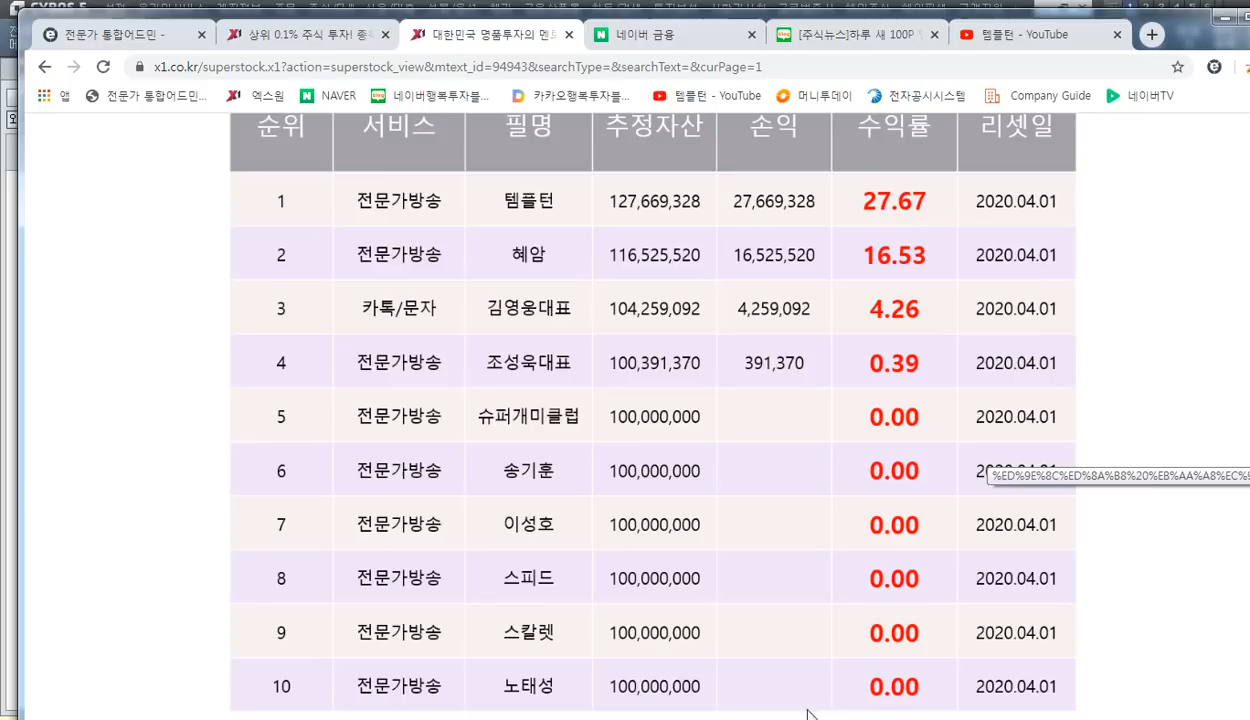 CYBOS 5
전문가 통합어드민 -
상위 0.1% 주식 투자! 종
대한민국 명품투자의 멘토
네이버 금융
[주식뉴스]하루 새 100P
템플턴 - YouTube
x1.co.kr/superstock.x1?action=superstock_view&mtext_id=94943&searchType=&searchText=&curPage=1
앱 전문가 통합어드민... 엑스원 NAVER 네이버행복투자블... 카카오행복투자블... 템플턴 - YouTube 머니투데이 전자공시시스템 Company Guide 네이버TV
순위 서비스 필명 추정자산 손익 수익률 리셋일
1 전문가방송 템플턴 127,669,328 27,669,328 27.67 2020.04.01
2 전문가방송 혜암 116,525,520 16,525,520 16.53 2020.04.01
3 카톡/문자 김영웅대표 104,259,092 4,259,092 4.26 2020.04.01
4 전문가방송 조성욱대표 100,391,370 391,370 0.39 2020.04.01
5 전문가방송 슈퍼개미클럽 100,000,000 0.00 2020.04.01
6 전문가방송 송기훈 100,000,000 0.00
%ED%9E%8C%ED%8A%B8%20%EB%AA%A8%EC%9
7 전문가방송 이성호 100,000,000 0.00 2020.04.01
8 전문가방송 스피드 100,000,000 0.00 2020.04.01
9 전문가방송 스칼렛 100,000,000 0.00 2020.04.01
10 전문가방송 노태성 100,000,000 0.00 2020.04.01